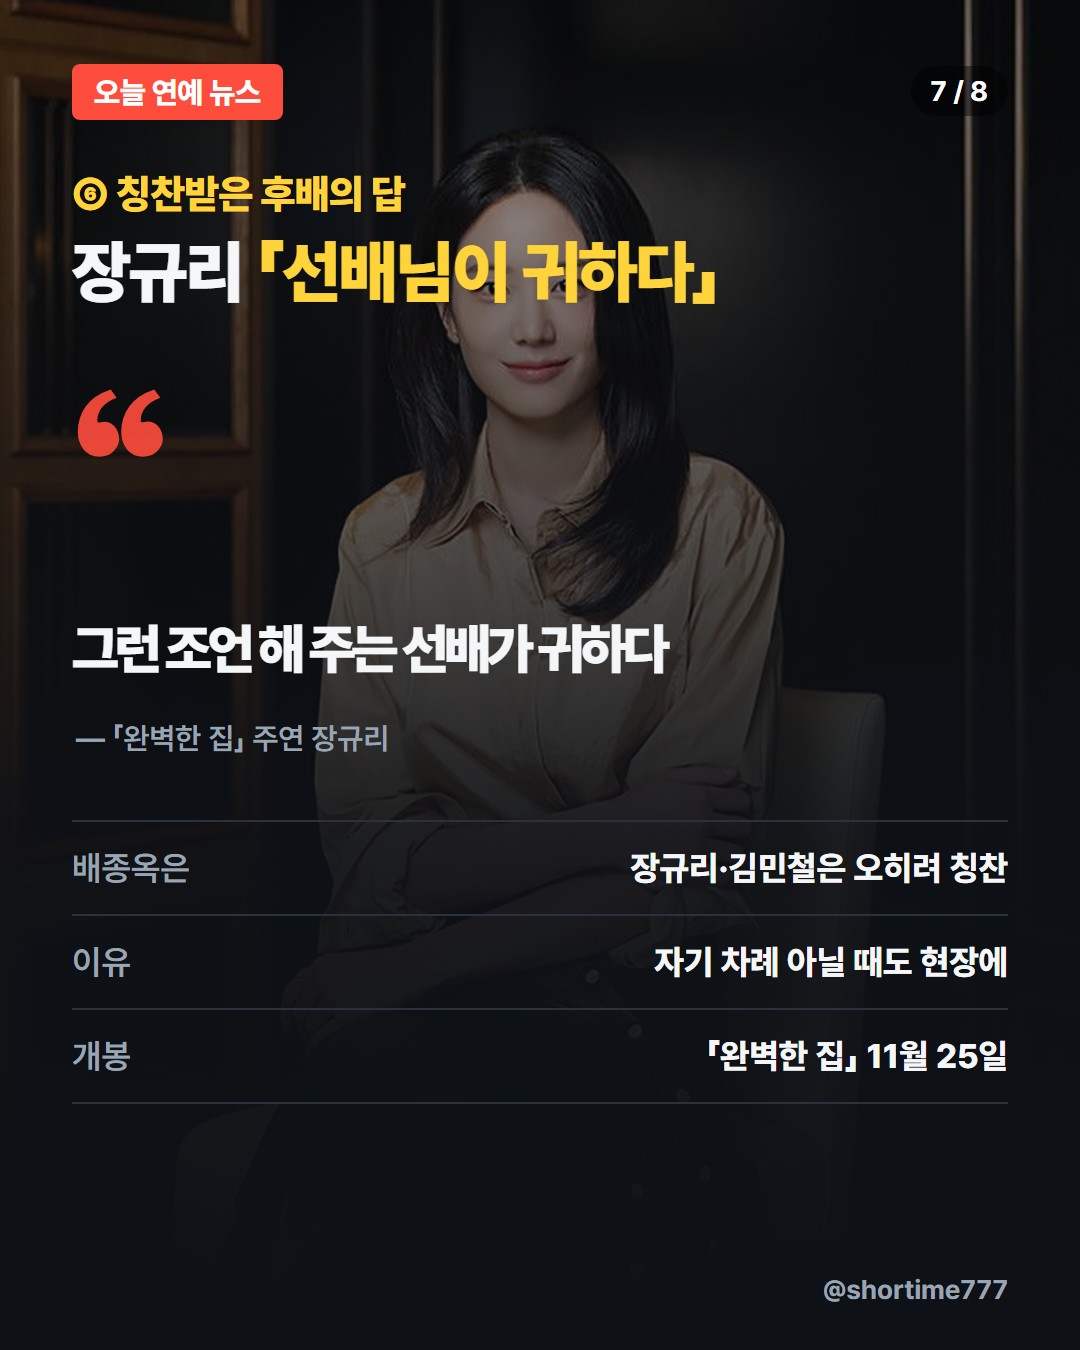 오늘 연예 뉴스
7 / 8
⑥ 칭찬받은 후배의 답
장규리 「선배님이 귀하다」
“
그런 조언 해 주는 선배가 귀하다
— 「완벽한 집」 주연 장규리
배종옥은 장규리·김민철은 오히려 칭찬
이유 자기 차례 아닐 때도 현장에
개봉 「완벽한 집」 11월 25일
@shortime777